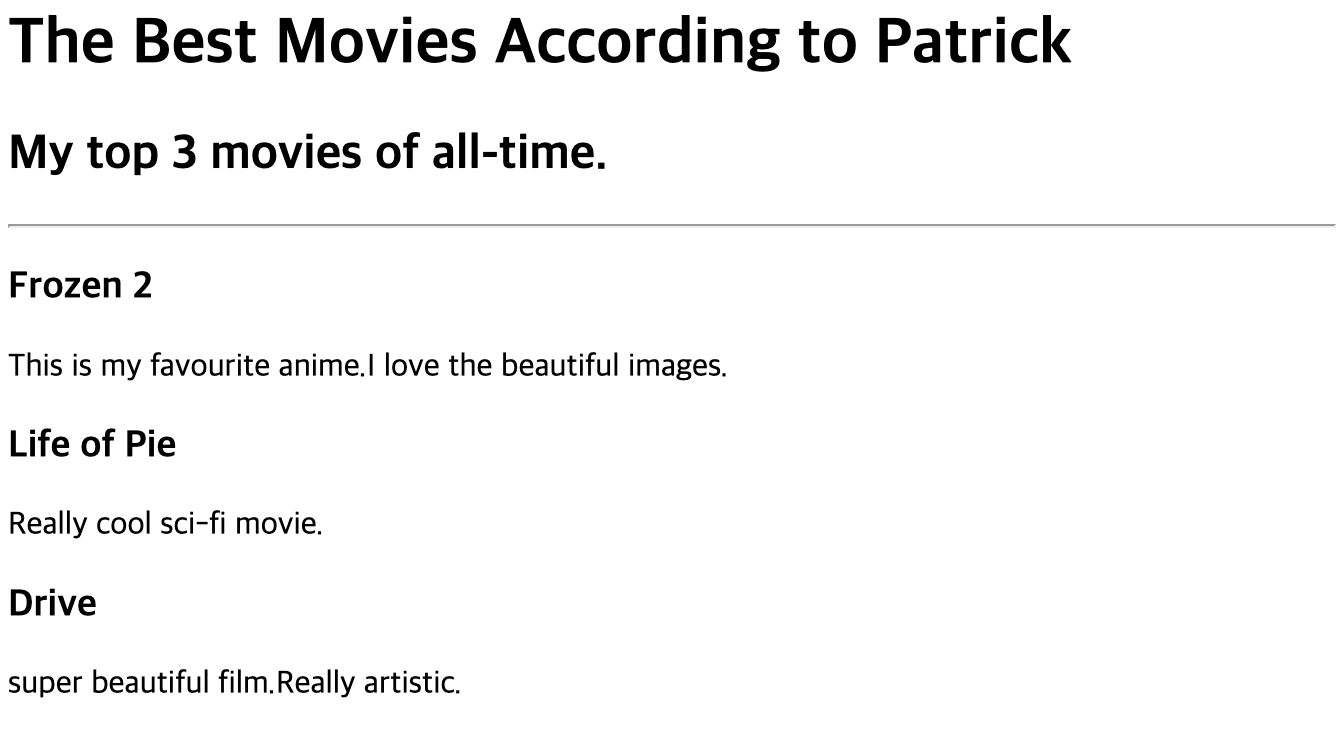 The Best Movies According to Patrick
My top 3 movies of all-time.
Frozen 2
This is my favourite anime.I love the beautiful images.
Life of Pie
Really cool sci-fi movie.
Drive
super beautiful film.Really artistic.